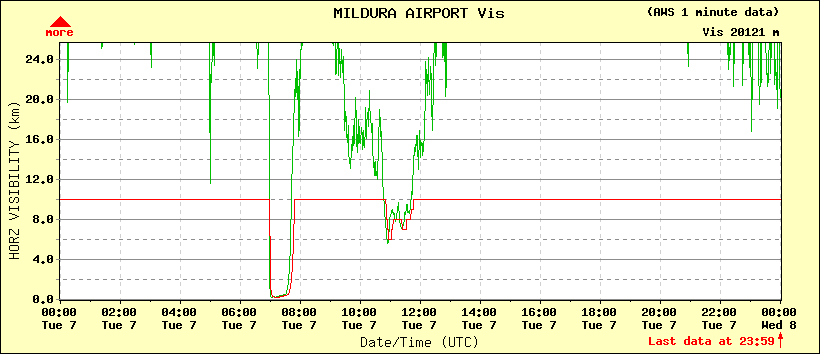 MILDURA AIRPORT Vis
(AWS 1 minute data)
more
Vis 20121 m
24.0
20.0
16.0
12.0
8.0
4.0
0.0
HORZ VISIBILITY (km)
00:00 02:00 04:00 06:00 08:00 10:00 12:00 14:00 16:00 18:00 20:00 22:00 00:00
Tue 7 Tue 7 Tue 7 Tue 7 Tue 7 Tue 7 Tue 7 Tue 7 Tue 7 Tue 7 Tue 7 Tue 7 Wed 8
Date/Time (UTC)
Last data at 23:59